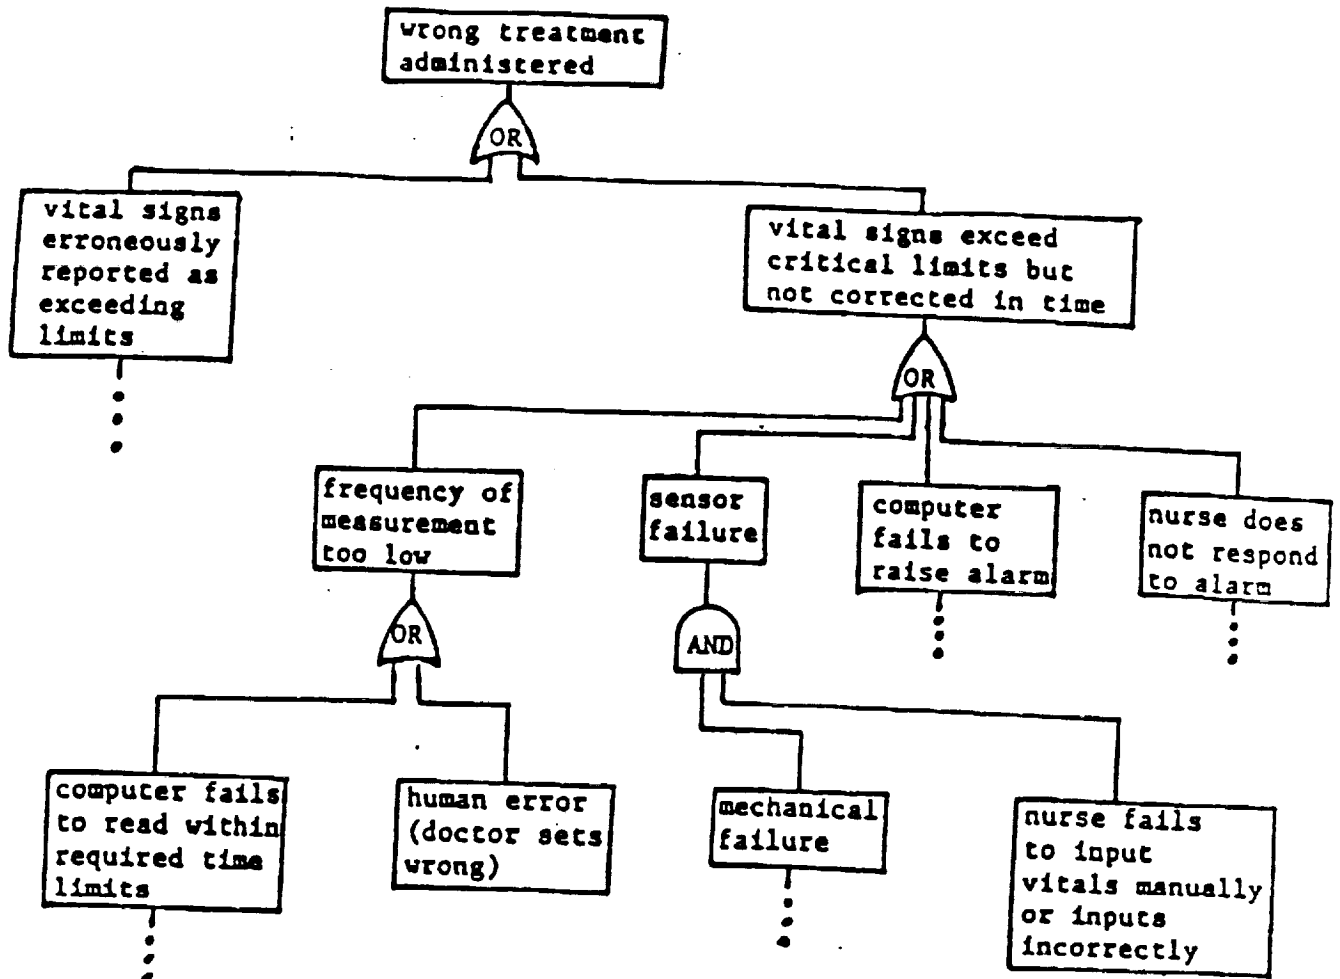 wrong treatment
administered
OR
vital signs
erroneously
reported as
exceeding
limits
vital signs exceed
critical limits but
not corrected in time
OR
frequency of
measurement
too low
sensor
failure
computer
fails to
raise alarm
nurse does
not respond
to alarm
OR
AND
computer fails
to read within
required time
limits
human error
(doctor sets
wrong)
mechanical
failure
nurse fails
to input
vitals manually
or inputs
incorrectly